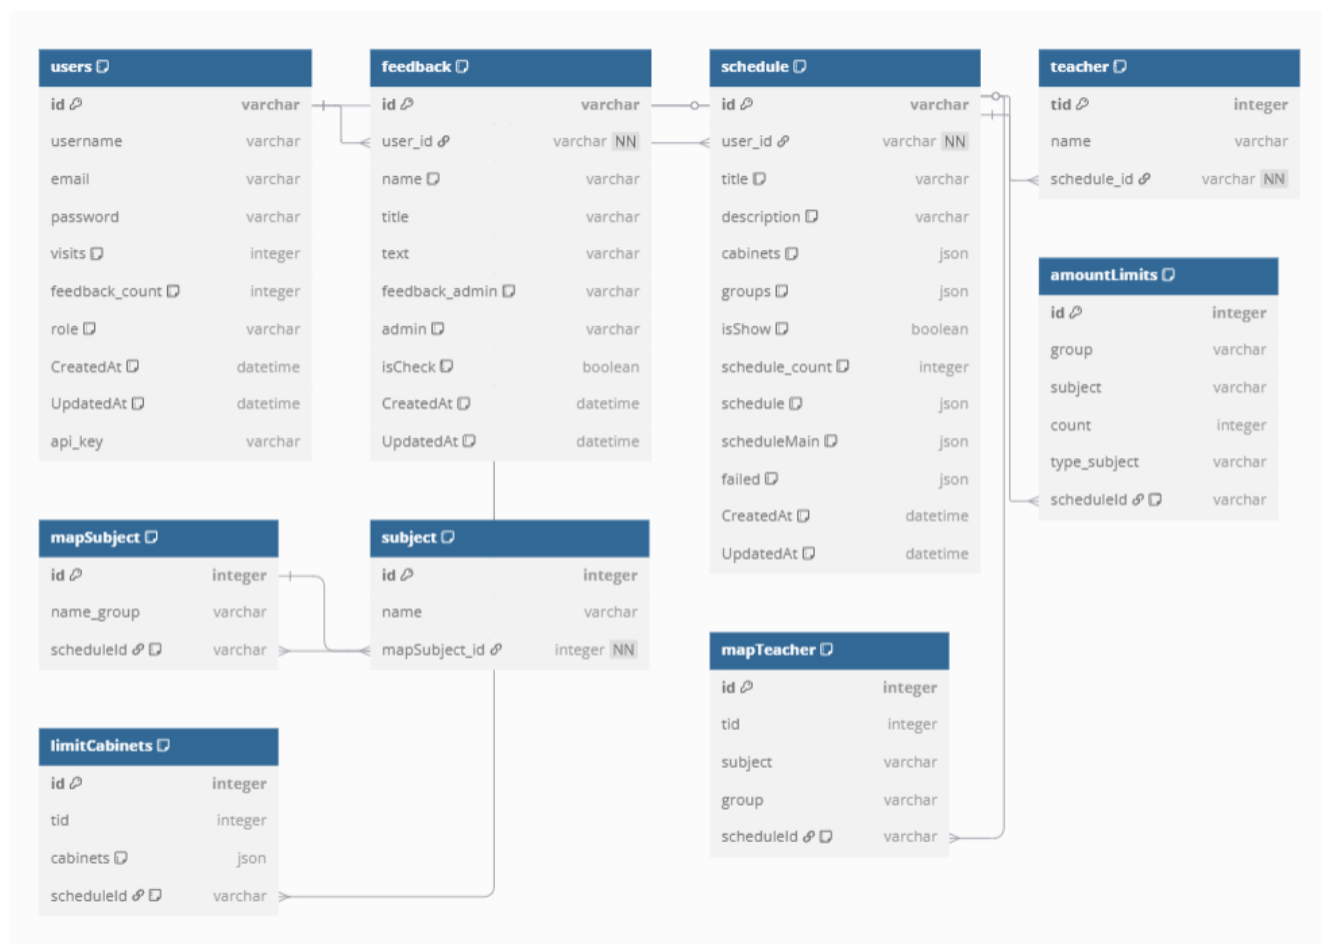 users
id varchar
username varchar
email varchar
password varchar
visits integer
feedback_count integer
role varchar
CreatedAt datetime
UpdatedAt datetime
api_key varchar
feedback
id varchar
user_id varchar NN
name varchar
title varchar
text varchar
feedback_admin varchar
admin varchar
isCheck boolean
CreatedAt datetime
UpdatedAt datetime
schedule
id varchar
user_id varchar NN
title varchar
description varchar
cabinets json
groups json
isShow boolean
schedule_count integer
schedule json
scheduleMain json
failed json
CreatedAt datetime
UpdatedAt datetime
teacher
tid integer
name varchar
schedule_id varchar NN
amountLimits
id integer
group varchar
subject varchar
count integer
type_subject varchar
scheduleId varchar
mapSubject
id integer
name_group varchar
scheduleId varchar
subject
id integer
name varchar
mapSubject_id integer NN
mapTeacher
id integer
tid integer
subject varchar
group varchar
scheduleId varchar
limitCabinets
id integer
tid integer
cabinets json
scheduleId varchar